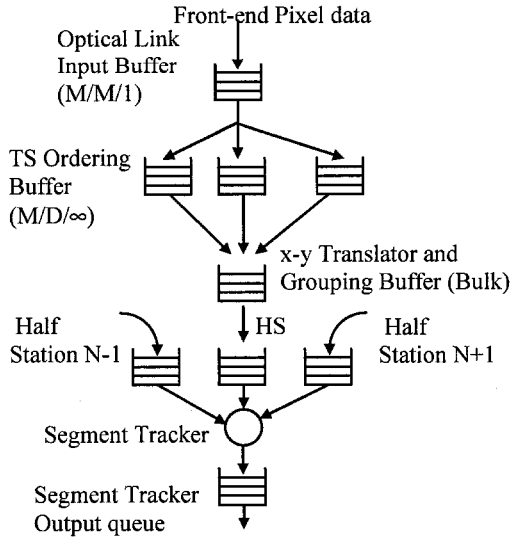 Front-end Pixel data
Optical Link
Input Buffer
(M/M/1)
TS Ordering
Buffer
(M/D/∞)
x-y Translator and
Grouping Buffer (Bulk)
HS
Half
Station N-1
Half
Station N+1
Segment Tracker
Segment Tracker
Output queue